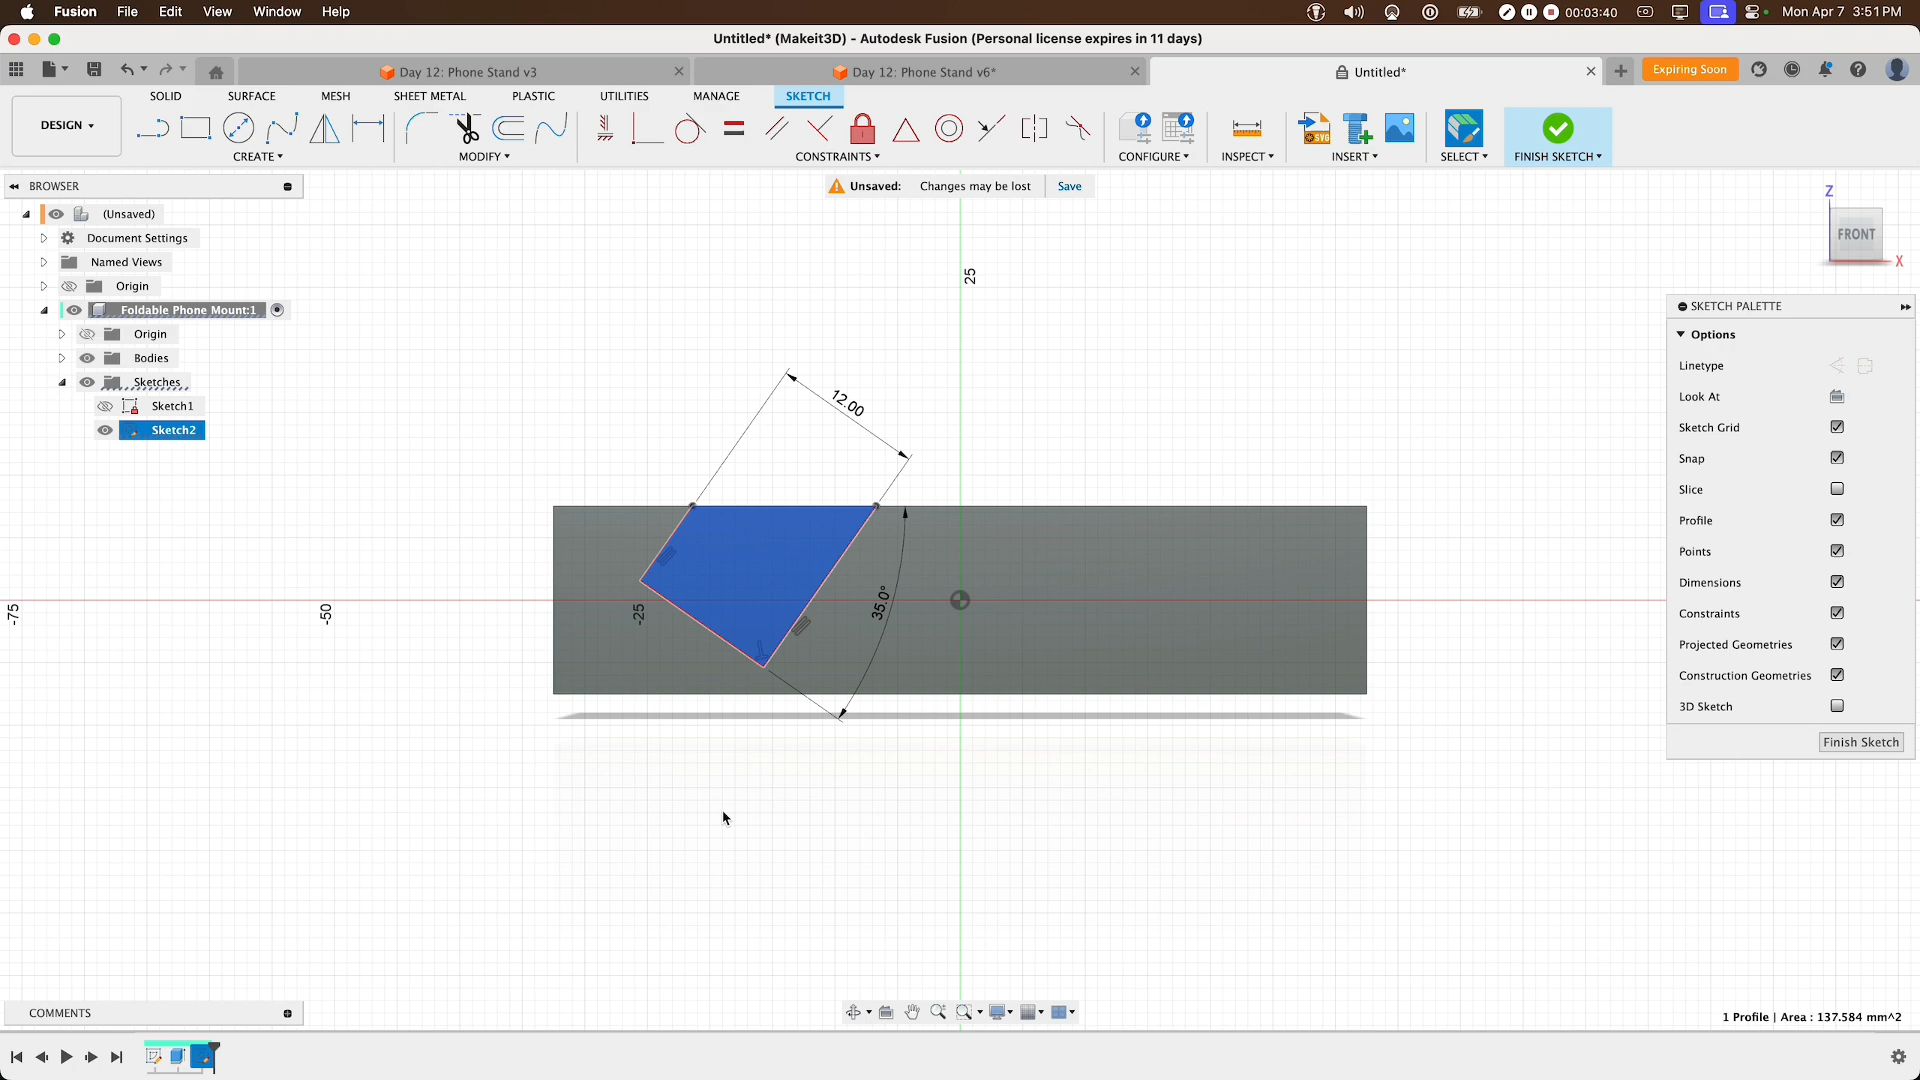 Fusion File Edit View Window Help 00:03:40 Mon Apr 7 3:51 PM
Untitled* (Makeit3D) - Autodesk Fusion (Personal license expires in 11 days)
Day 12: Phone Stand v3
Day 12: Phone Stand v6*
Untitled*
Expiring Soon
SOLID SURFACE MESH SHEET METAL PLASTIC UTILITIES MANAGE SKETCH
DESIGN
SVG
CREATE MODIFY CONSTRAINTS CONFIGURE INSPECT INSERT SELECT FINISH SKETCH
BROWSER
Unsaved: Changes may be lost Save
(Unsaved)
Document Settings
Named Views
Origin
Foldable Phone Mount:1
Origin
Bodies
Sketches
Sketch1
Sketch2
Z
FRONT
X
25
12.00
35.0°
-75
-50
-25
SKETCH PALETTE
Options
Linetype
Look At
Sketch Grid
Snap
Slice
Profile
Points
Dimensions
Constraints
Projected Geometries
Construction Geometries
3D Sketch
Finish Sketch
COMMENTS
1 Profile | Area : 137.584 mm^2